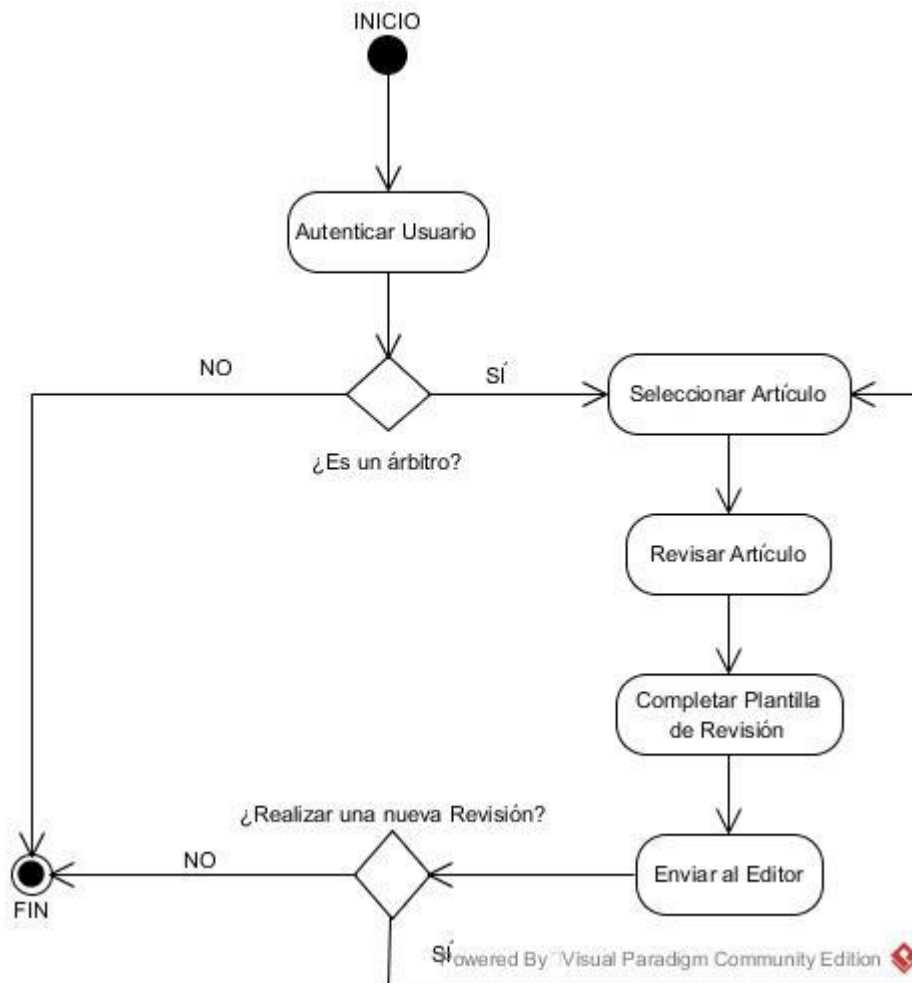 INICIO
Autenticar Usuario
NO
SÍ
Seleccionar Artículo
¿Es un árbitro?
Revisar Artículo
Completar Plantilla
de Revisión
¿Realizar una nueva Revisión?
NO
Enviar al Editor
FIN
SÍ
Powered By Visual Paradigm Community Edition